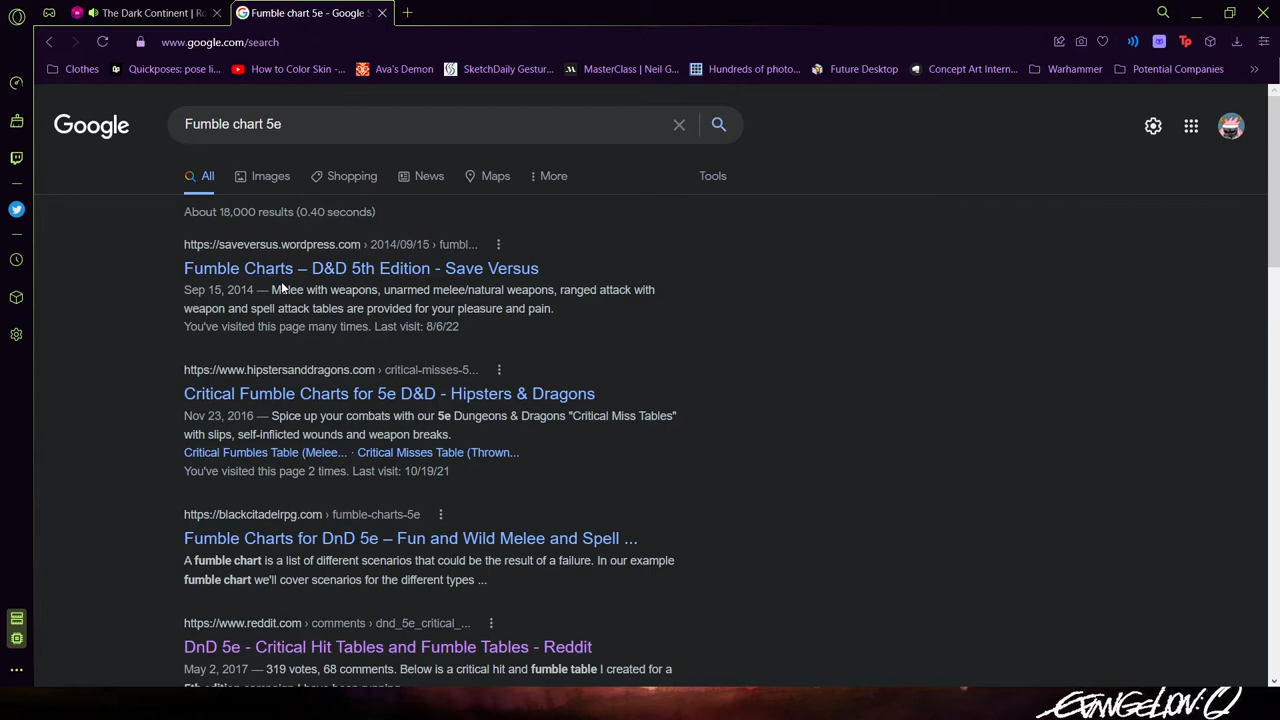 The Dark Continent | Ro
Fumble chart 5e - Google S
www.google.com/search
Clothes
Quickposes: pose li...
How to Color Skin -...
Ava's Demon
SketchDaily Gestur...
MasterClass | Neil G...
Hundreds of photo...
Future Desktop
Concept Art Intern...
Warhammer
Potential Companies
Google
Fumble chart 5e
All
Images
Shopping
News
Maps
More
Tools
About 18,000 results (0.40 seconds)
https://saveversus.wordpress.com › 2014/09/15 › fumbl...
Fumble Charts – D&D 5th Edition - Save Versus
Sep 15, 2014 — Melee with weapons, unarmed melee/natural weapons, ranged attack with
weapon and spell attack tables are provided for your pleasure and pain.
You've visited this page many times. Last visit: 8/6/22
https://www.hipstersanddragons.com › critical-misses-5...
Critical Fumble Charts for 5e D&D - Hipsters & Dragons
Nov 23, 2016 — Spice up your combats with our 5e Dungeons & Dragons "Critical Miss Tables"
with slips, self-inflicted wounds and weapon breaks.
Critical Fumbles Table (Melee... · Critical Misses Table (Thrown...
You've visited this page 2 times. Last visit: 10/19/21
https://blackcitadelrpg.com › fumble-charts-5e
Fumble Charts for DnD 5e – Fun and Wild Melee and Spell ...
A fumble chart is a list of different scenarios that could be the result of a failure. In our example
fumble chart we'll cover scenarios for the different types ...
https://www.reddit.com › comments › dnd_5e_critical_...
DnD 5e - Critical Hit Tables and Fumble Tables - Reddit
May 2, 2017 — 319 votes, 68 comments. Below is a critical hit and fumble table I created for a
5th edition campaign I have been running.
EVANGELION:Q